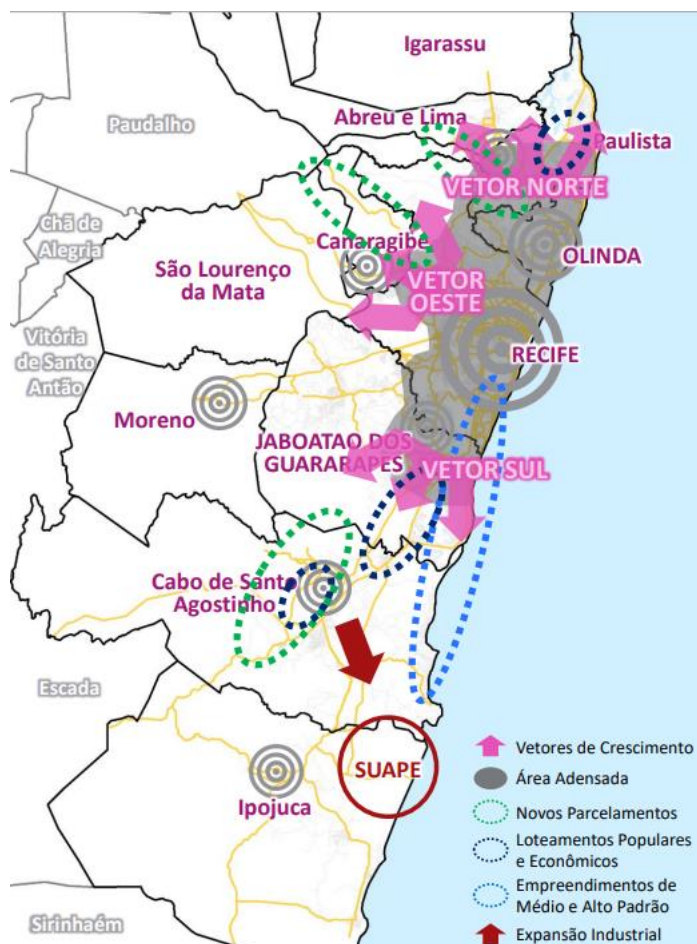 Igarassu
Abreu e Lima
Paudalho
Paulista
VETOR NORTE
Chã de
Alegria
Canaragibe
OLINDA
São Lourenço
da Mata
VETOR
OESTE
Vitória
de Santo
Antão
RECIFE
Moreno
JABOATAO DOS
GUARARAPES
VETOR SUL
Cabo de Santo
Agostinho
Escada
SUAPE
Ipojuca
Sirinhaém
Vetores de Crescimento
Área Adensada
Novos Parcelamentos
Loteamentos Populares
e Econômicos
Empreendimentos de
Médio e Alto Padrão
Expansão Industrial